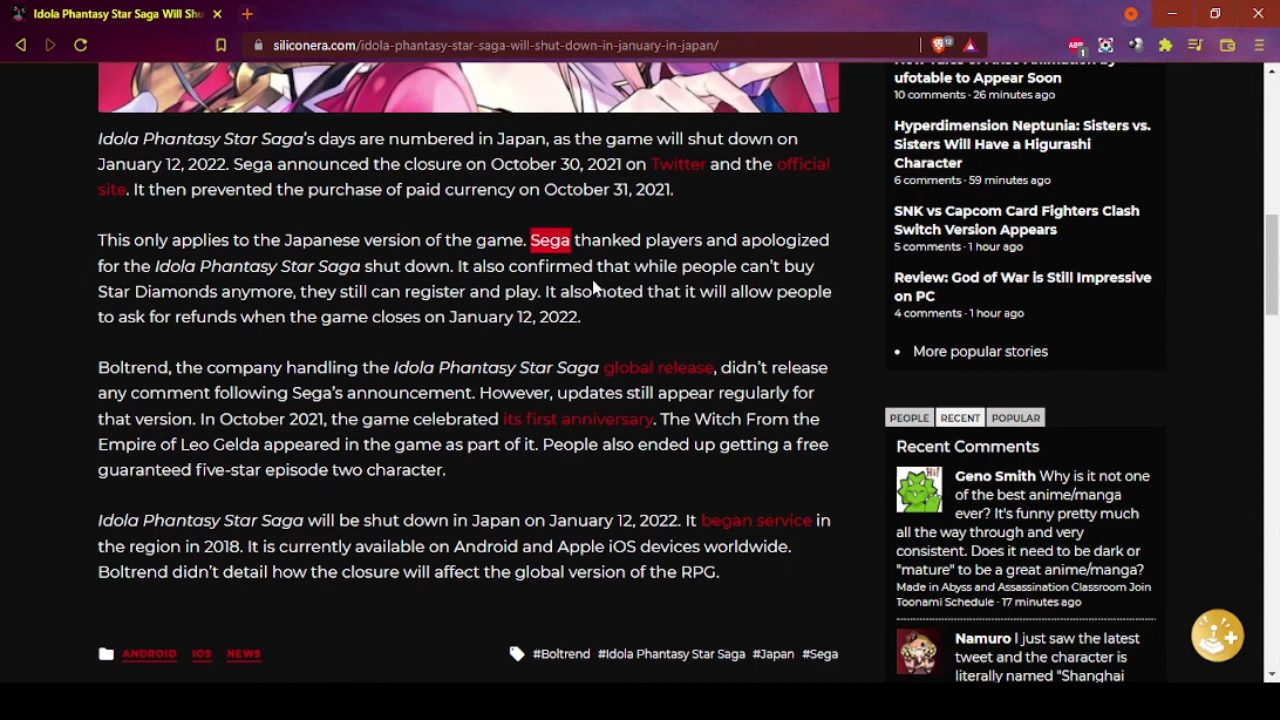 Idola Phantasy Star Saga Will Shu
siliconera.com/idola-phantasy-star-saga-will-shut-down-in-january-in-japan/
12
ABP
1
Idola Phantasy Star Saga's days are numbered in Japan, as the game will shut down on
January 12, 2022. Sega announced the closure on October 30, 2021 on Twitter and the official
site. It then prevented the purchase of paid currency on October 31, 2021.
This only applies to the Japanese version of the game. Sega thanked players and apologized
for the Idola Phantasy Star Saga shut down. It also confirmed that while people can't buy
Star Diamonds anymore, they still can register and play. It also noted that it will allow people
to ask for refunds when the game closes on January 12, 2022.
Boltrend, the company handling the Idola Phantasy Star Saga global release, didn't release
any comment following Sega's announcement. However, updates still appear regularly for
that version. In October 2021, the game celebrated its first anniversary. The Witch From the
Empire of Leo Gelda appeared in the game as part of it. People also ended up getting a free
guaranteed five-star episode two character.
Idola Phantasy Star Saga will be shut down in Japan on January 12, 2022. It began service in
the region in 2018. It is currently available on Android and Apple iOS devices worldwide.
Boltrend didn't detail how the closure will affect the global version of the RPG.
ANDROID IOS NEWS
#Boltrend #Idola Phantasy Star Saga #Japan #Sega
ufotable to Appear Soon
10 comments - 26 minutes ago
Hyperdimension Neptunia: Sisters vs.
Sisters Will Have a Higurashi
Character
6 comments - 59 minutes ago
SNK vs Capcom Card Fighters Clash
Switch Version Appears
5 comments - 1 hour ago
Review: God of War is Still Impressive
on PC
4 comments - 1 hour ago
More popular stories
PEOPLE RECENT POPULAR
Recent Comments
Hi!
Geno Smith Why is it not one
of the best anime/manga
ever? It's funny pretty much
all the way through and very
consistent. Does it need to be dark or
"mature" to be a great anime/manga?
Made in Abyss and Assassination Classroom Join
Toonami Schedule - 17 minutes ago
Namuro I just saw the latest
tweet and the character is
literally named "Shanghai